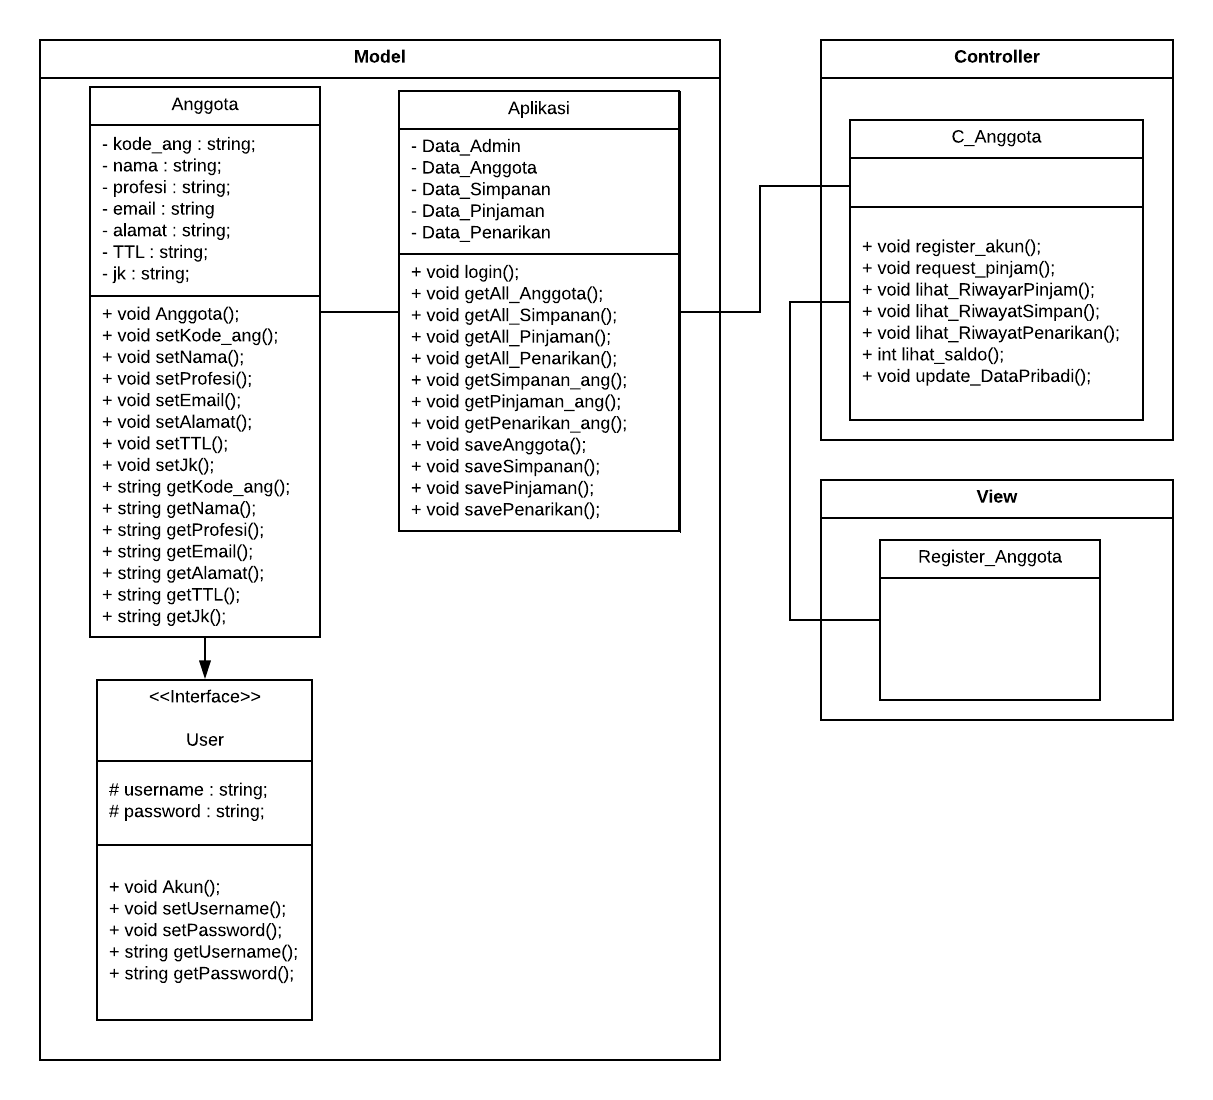 Model
Anggota
- kode_ang : string;
- nama : string;
- profesi : string;
- email : string
- alamat : string;
- TTL : string;
- jk : string;
+ void Anggota();
+ void setKode_ang();
+ void setNama();
+ void setProfesi();
+ void setEmail();
+ void setAlamat();
+ void setTTL();
+ void setJk();
+ string getKode_ang();
+ string getNama();
+ string getProfesi();
+ string getEmail();
+ string getAlamat();
+ string getTTL();
+ string getJk();
Aplikasi
- Data_Admin
- Data_Anggota
- Data_Simpanan
- Data_Pinjaman
- Data_Penarikan
+ void login();
+ void getAll_Anggota();
+ void getAll_Simpanan();
+ void getAll_Pinjaman();
+ void getAll_Penarikan();
+ void getSimpanan_ang();
+ void getPinjaman_ang();
+ void getPenarikan_ang();
+ void saveAnggota();
+ void saveSimpanan();
+ void savePinjaman();
+ void savePenarikan();
<<Interface>>
User
# username : string;
# password : string;
+ void Akun();
+ void setUsername();
+ void setPassword();
+ string getUsername();
+ string getPassword();
Controller
C_Anggota
+ void register_akun();
+ void request_pinjam();
+ void lihat_RiwayarPinjam();
+ void lihat_RiwayatSimpan();
+ void lihat_RiwayatPenarikan();
+ int lihat_saldo();
+ void update_DataPribadi();
View
Register_Anggota